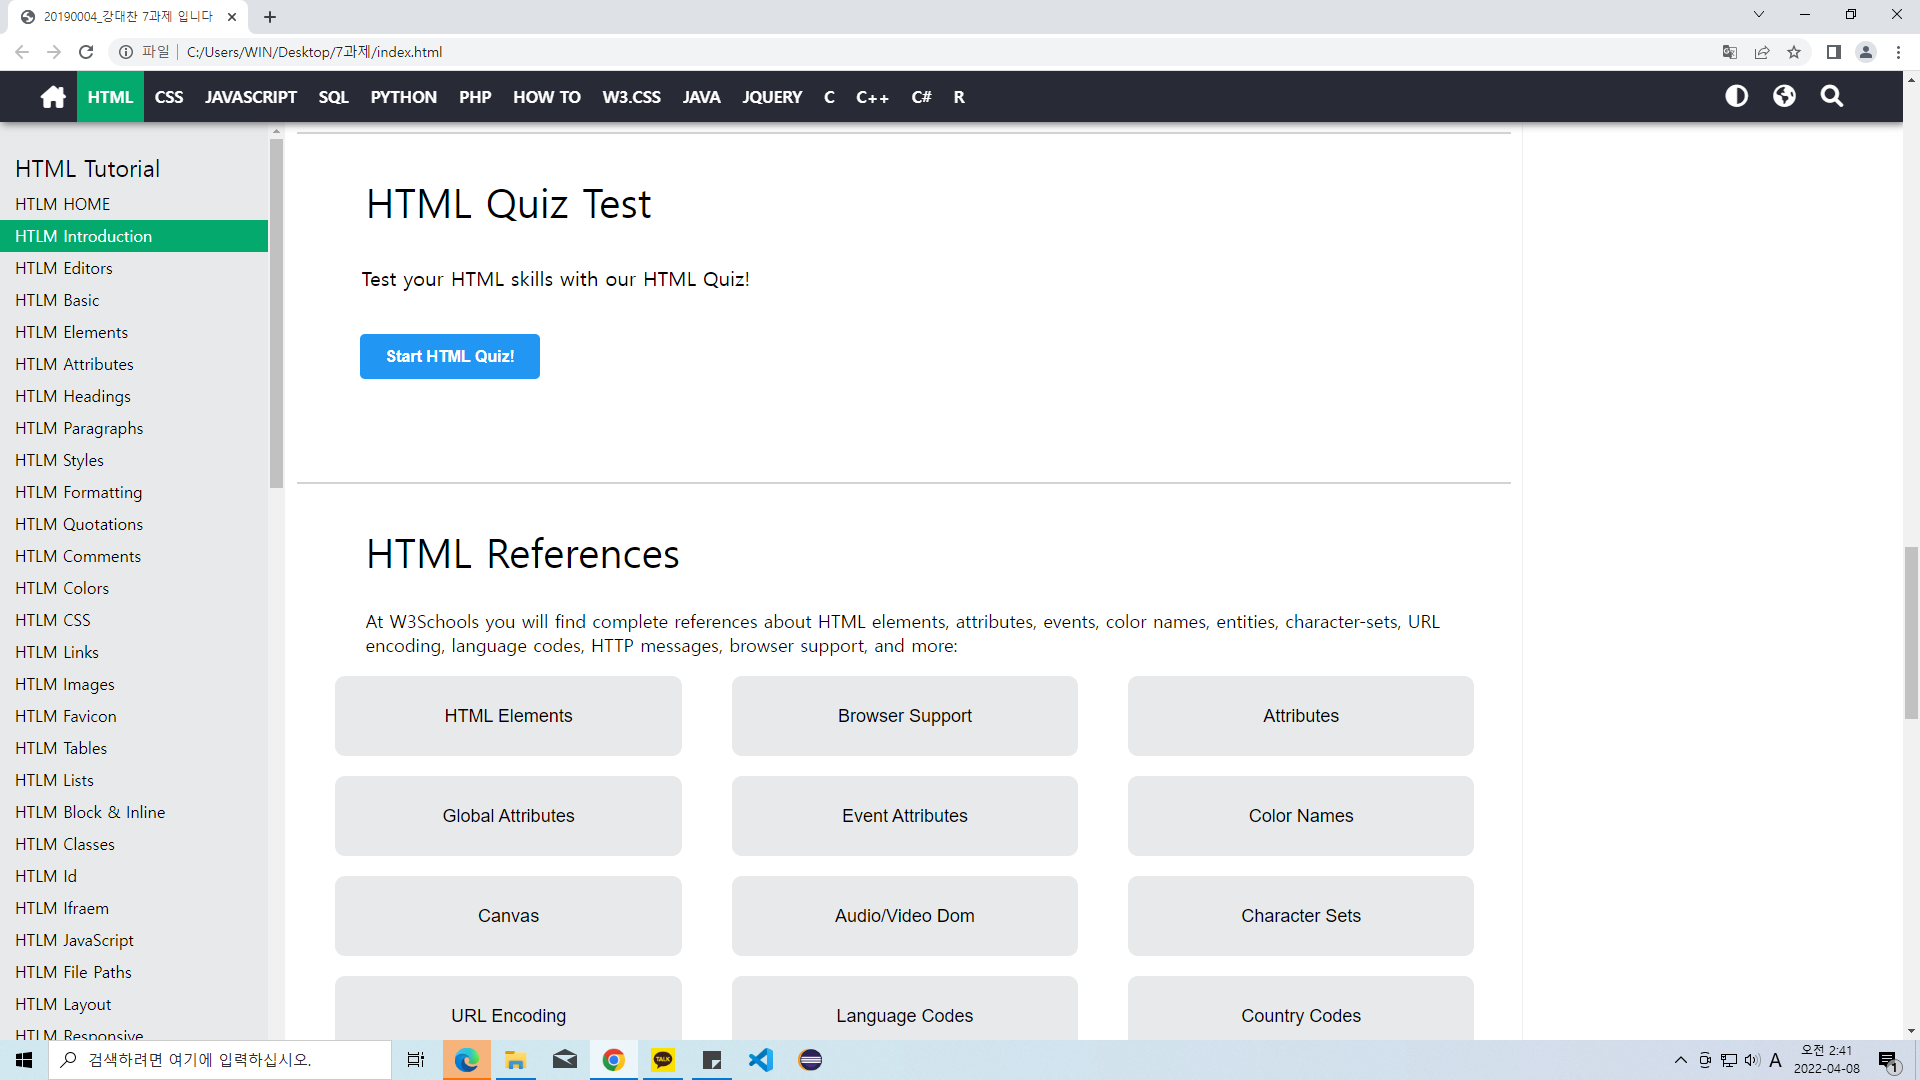 20190004_강대찬 7과제 입니다
파일 C:/Users/WIN/Desktop/7과제/index.html
HTML CSS JAVASCRIPT SQL PYTHON PHP HOW TO W3.CSS JAVA JQUERY C C++ C# R
HTML Tutorial
HTLM HOME
HTLM Introduction
HTLM Editors
HTLM Basic
HTLM Elements
HTLM Attributes
HTLM Headings
HTLM Paragraphs
HTLM Styles
HTLM Formatting
HTLM Quotations
HTLM Comments
HTLM Colors
HTLM CSS
HTLM Links
HTLM Images
HTLM Favicon
HTLM Tables
HTLM Lists
HTLM Block & Inline
HTLM Classes
HTLM Id
HTLM Ifraem
HTLM JavaScript
HTLM File Paths
HTLM Layout
HTLM Responsive
HTML Quiz Test
Test your HTML skills with our HTML Quiz!
Start HTML Quiz!
HTML References
At W3Schools you will find complete references about HTML elements, attributes, events, color names, entities, character-sets, URL
encoding, language codes, HTTP messages, browser support, and more:
HTML Elements Browser Support Attributes
Global Attributes Event Attributes Color Names
Canvas Audio/Video Dom Character Sets
URL Encoding Language Codes Country Codes
검색하려면 여기에 입력하십시오.
TALK
A
오전 2:41
2022-04-08
1